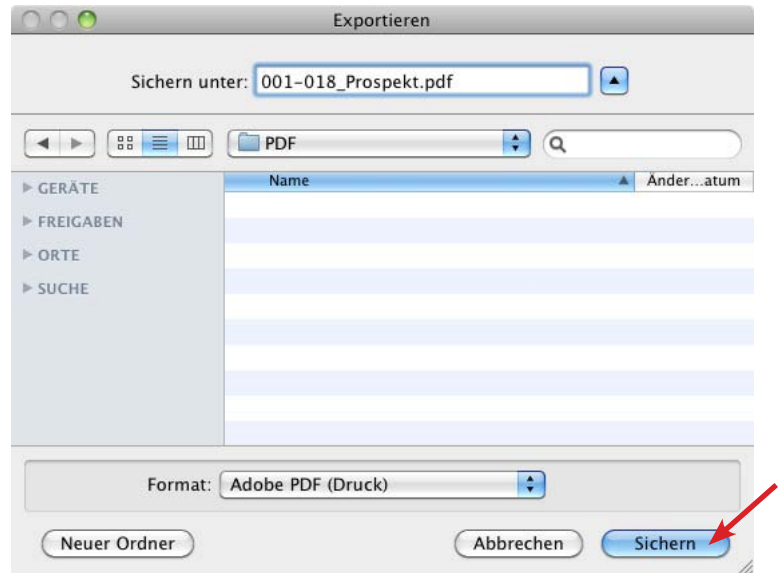 Exportieren
Sichern unter: 001-018_Prospekt.pdf
PDF
Name Änder...atum
GERÄTE
FREIGABEN
ORTE
SUCHE
Format: Adobe PDF (Druck)
Neuer Ordner Abbrechen Sichern